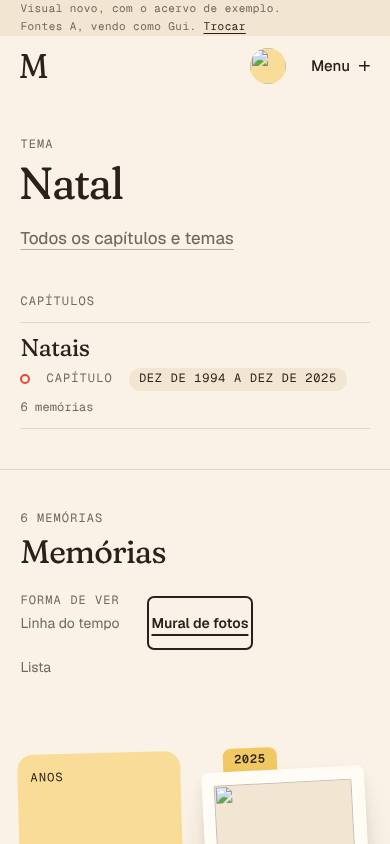 Visual novo, com o acervo de exemplo.
Fontes A, vendo como Gui. Trocar
M
Menu +
TEMA
Natal
Todos os capítulos e temas
CAPÍTULOS
Natais
CAPÍTULO DEZ DE 1994 A DEZ DE 2025
6 memórias
6 MEMÓRIAS
Memórias
FORMA DE VER
Linha do tempo Mural de fotos
Lista
2025
ANOS